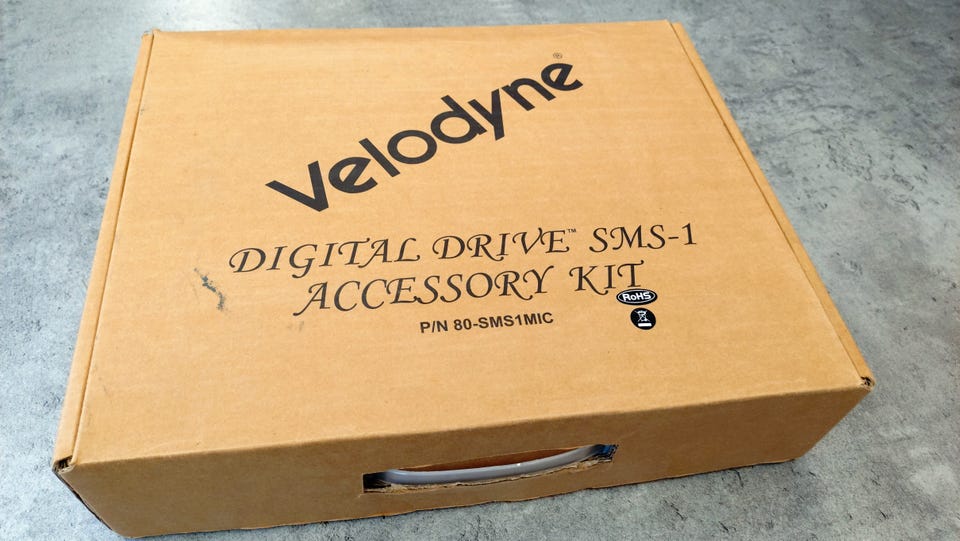 Velodyne®
DIGITAL DRIVE™ SMS-1
ACCESSORY KIT
RoHS
P/N 80-SMS1MIC